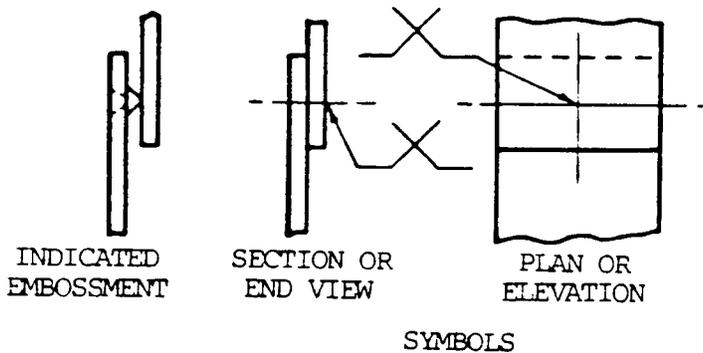 INDICATED
EMBOSSMENT
SECTION OR
END VIEW
PLAN OR
ELEVATION
SYMBOLS